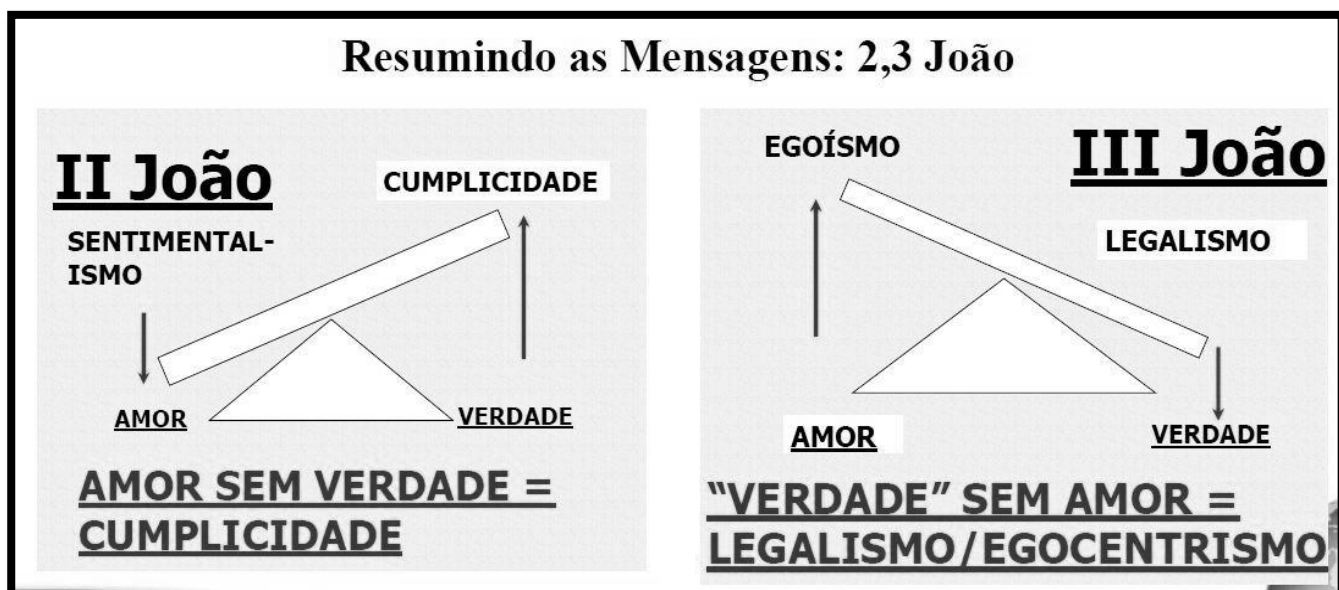 Resumindo as Mensagens: 2,3 João
II João
SENTIMENTAL-
ISMO
CUMPLICIDADE
AMOR
VERDADE
AMOR SEM VERDADE =
CUMPLICIDADE
EGOÍSMO
III João
LEGALISMO
AMOR
VERDADE
“VERDADE” SEM AMOR =
LEGALISMO/EGOCENTRISMO